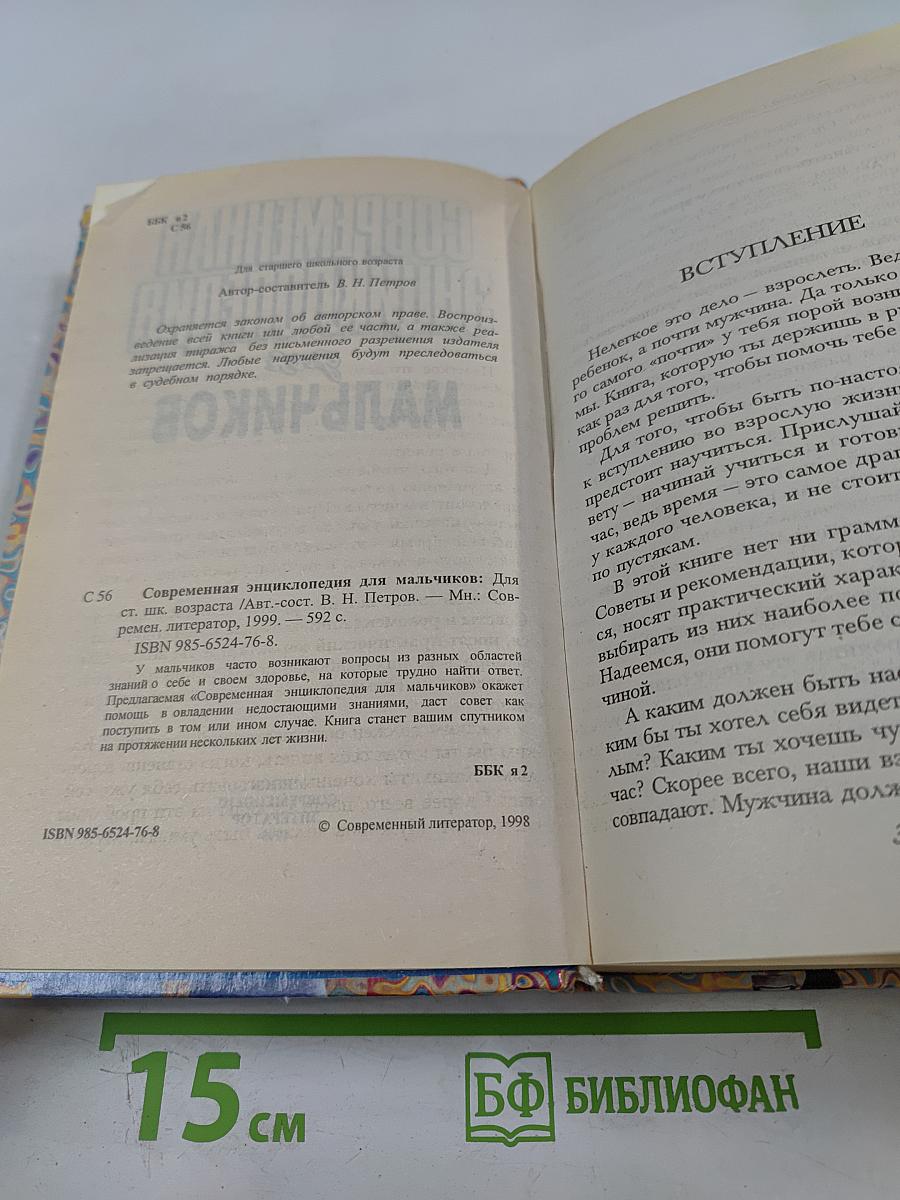 ББК я2
С 56
Для старшего школьного возраста
Автор-составитель В. Н. Петров
Охраняется законом об авторском праве. Воспроиз-
ведение всей книги или любой ее части, а также реа-
лизация тиража без письменного разрешения издателя
запрещается. Любые нарушения будут преследоваться
в судебном порядке.
СОВРЕМЕННАЯ
ЭНЦИКЛОПЕДИЯ
для
МАЛЬЧИКОВ
С 56 Современная энциклопедия для мальчиков: Для
ст. шк. возраста /Авт.-сост. В. Н. Петров. — Мн.: Сов-
ремен. литератор, 1999. — 592 с.
ISBN 985-6524-76-8.
У мальчиков часто возникают вопросы из разных областей
знаний о себе и своем здоровье, на которые трудно найти ответ.
Предлагаемая «Современная энциклопедия для мальчиков» окажет
помощь в овладении недостающими знаниями, даст совет как
поступить в том или ином случае. Книга станет вашим спутником
на протяжении нескольких лет жизни.
ББК я2
ISBN 985-6524-76-8
© Современный литератор, 1998
ВСТУПЛЕНИЕ
Нелегкое это дело — взрослеть. Вед
ребенок, а почти мужчина. Да только
го самого «почти» у тебя порой возни
мы. Книга, которую ты держишь в ру
как раз для того, чтобы помочь тебе
проблем решить.
Для того, чтобы быть по-насто
к вступлению во взрослую жизн
предстоит научиться. Прислушай
вету — начинай учиться и готов
час, ведь время — это самое драг
у каждого человека, и не стоит
по пустякам.
В этой книге нет ни грамм
Советы и рекомендации, котор
ся, носят практический харак
выбирать из них наиболее по
Надеемся, они помогут тебе с
чиной.
А каким должен быть нас
ким бы ты хотел себя видет
лым? Каким ты хочешь чу
час? Скорее всего, наши вз
совпадают. Мужчина долж
3
15 см
БФ БИБЛИОФАН